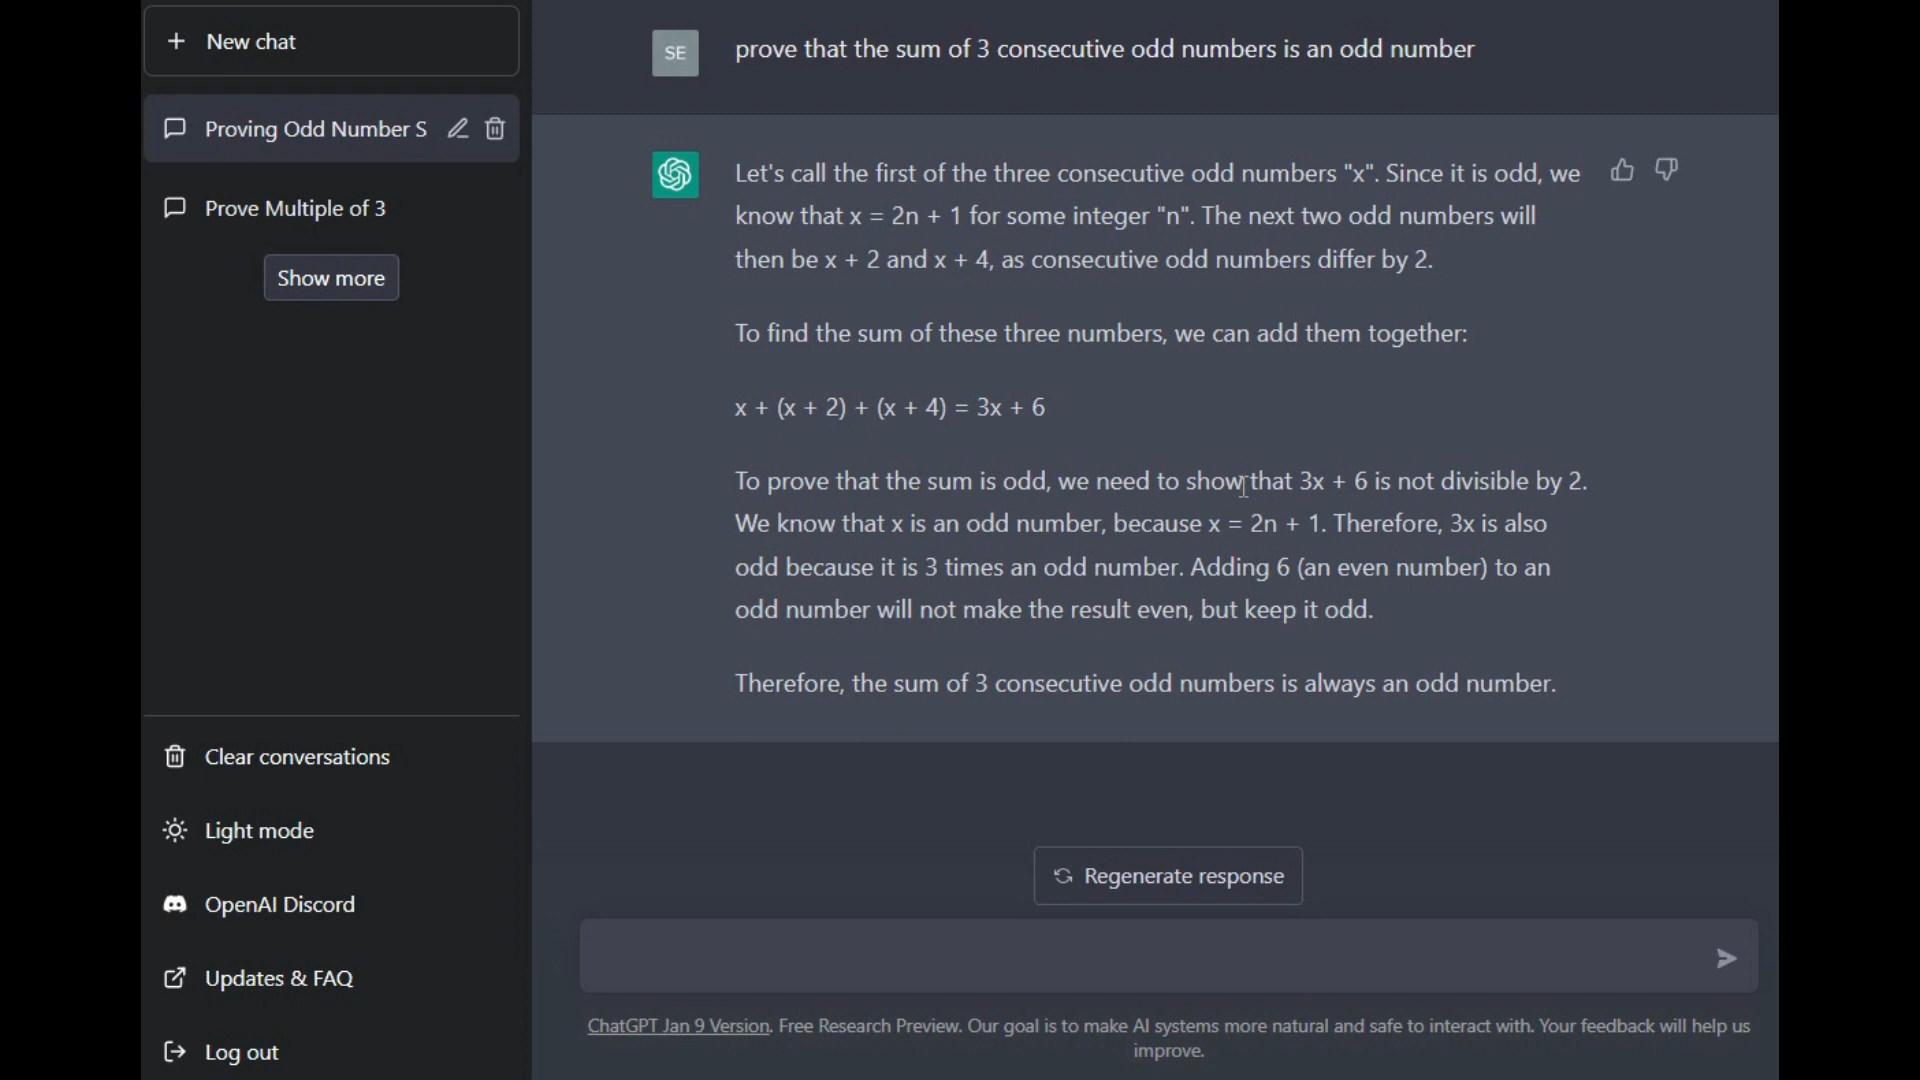 New chat
Proving Odd Number S
Prove Multiple of 3
Show more
Clear conversations
Light mode
OpenAI Discord
Updates & FAQ
Log out
SE
prove that the sum of 3 consecutive odd numbers is an odd number
Let's call the first of the three consecutive odd numbers "x". Since it is odd, we
know that x = 2n + 1 for some integer "n". The next two odd numbers will
then be x + 2 and x + 4, as consecutive odd numbers differ by 2.
To find the sum of these three numbers, we can add them together:
x + (x + 2) + (x + 4) = 3x + 6
To prove that the sum is odd, we need to show that 3x + 6 is not divisible by 2.
We know that x is an odd number, because x = 2n + 1. Therefore, 3x is also
odd because it is 3 times an odd number. Adding 6 (an even number) to an
odd number will not make the result even, but keep it odd.
Therefore, the sum of 3 consecutive odd numbers is always an odd number.
Regenerate response
ChatGPT Jan 9 Version. Free Research Preview. Our goal is to make AI systems more natural and safe to interact with. Your feedback will help us
improve.